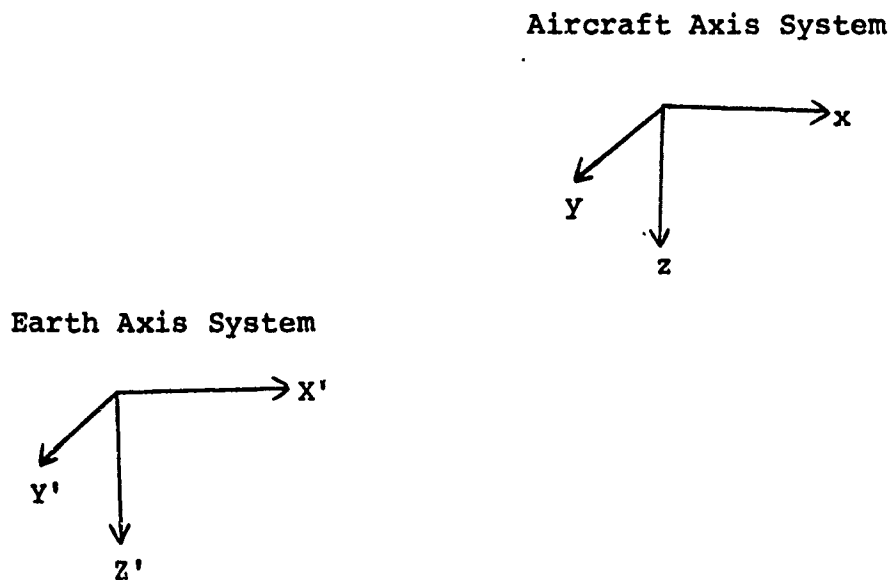 Aircraft Axis System
x
y
z
Earth Axis System
X'
Y'
Z'